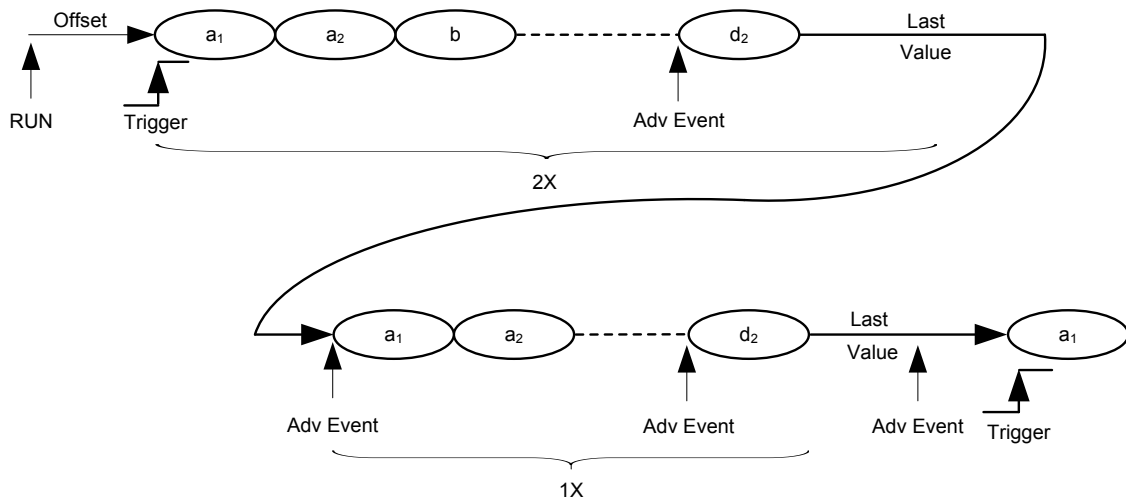 Offset
a₁ a₂ b d₂ Last
Value
RUN Trigger Adv Event
2X
a₁ a₂ d₂ Last a₁
Value
Adv Event Adv Event Adv Event Trigger
1X